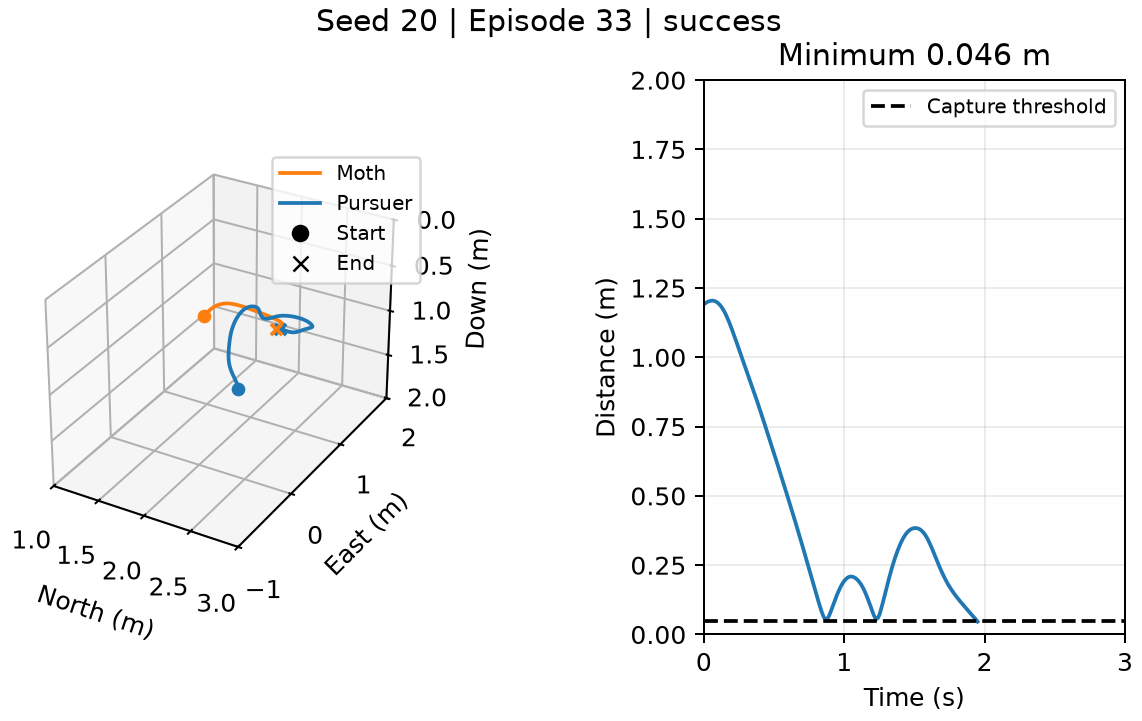 Seed 20 | Episode 33 | success
Moth
Pursuer
Start
End
0.0
0.5
1.0
1.5
2.0
Down (m)
2
1
0
−1
East (m)
1.0
1.5
2.0
2.5
3.0
North (m)
Minimum 0.046 m
Capture threshold
2.00
1.75
1.50
1.25
1.00
0.75
0.50
0.25
0.00
Distance (m)
0 1 2 3
Time (s)